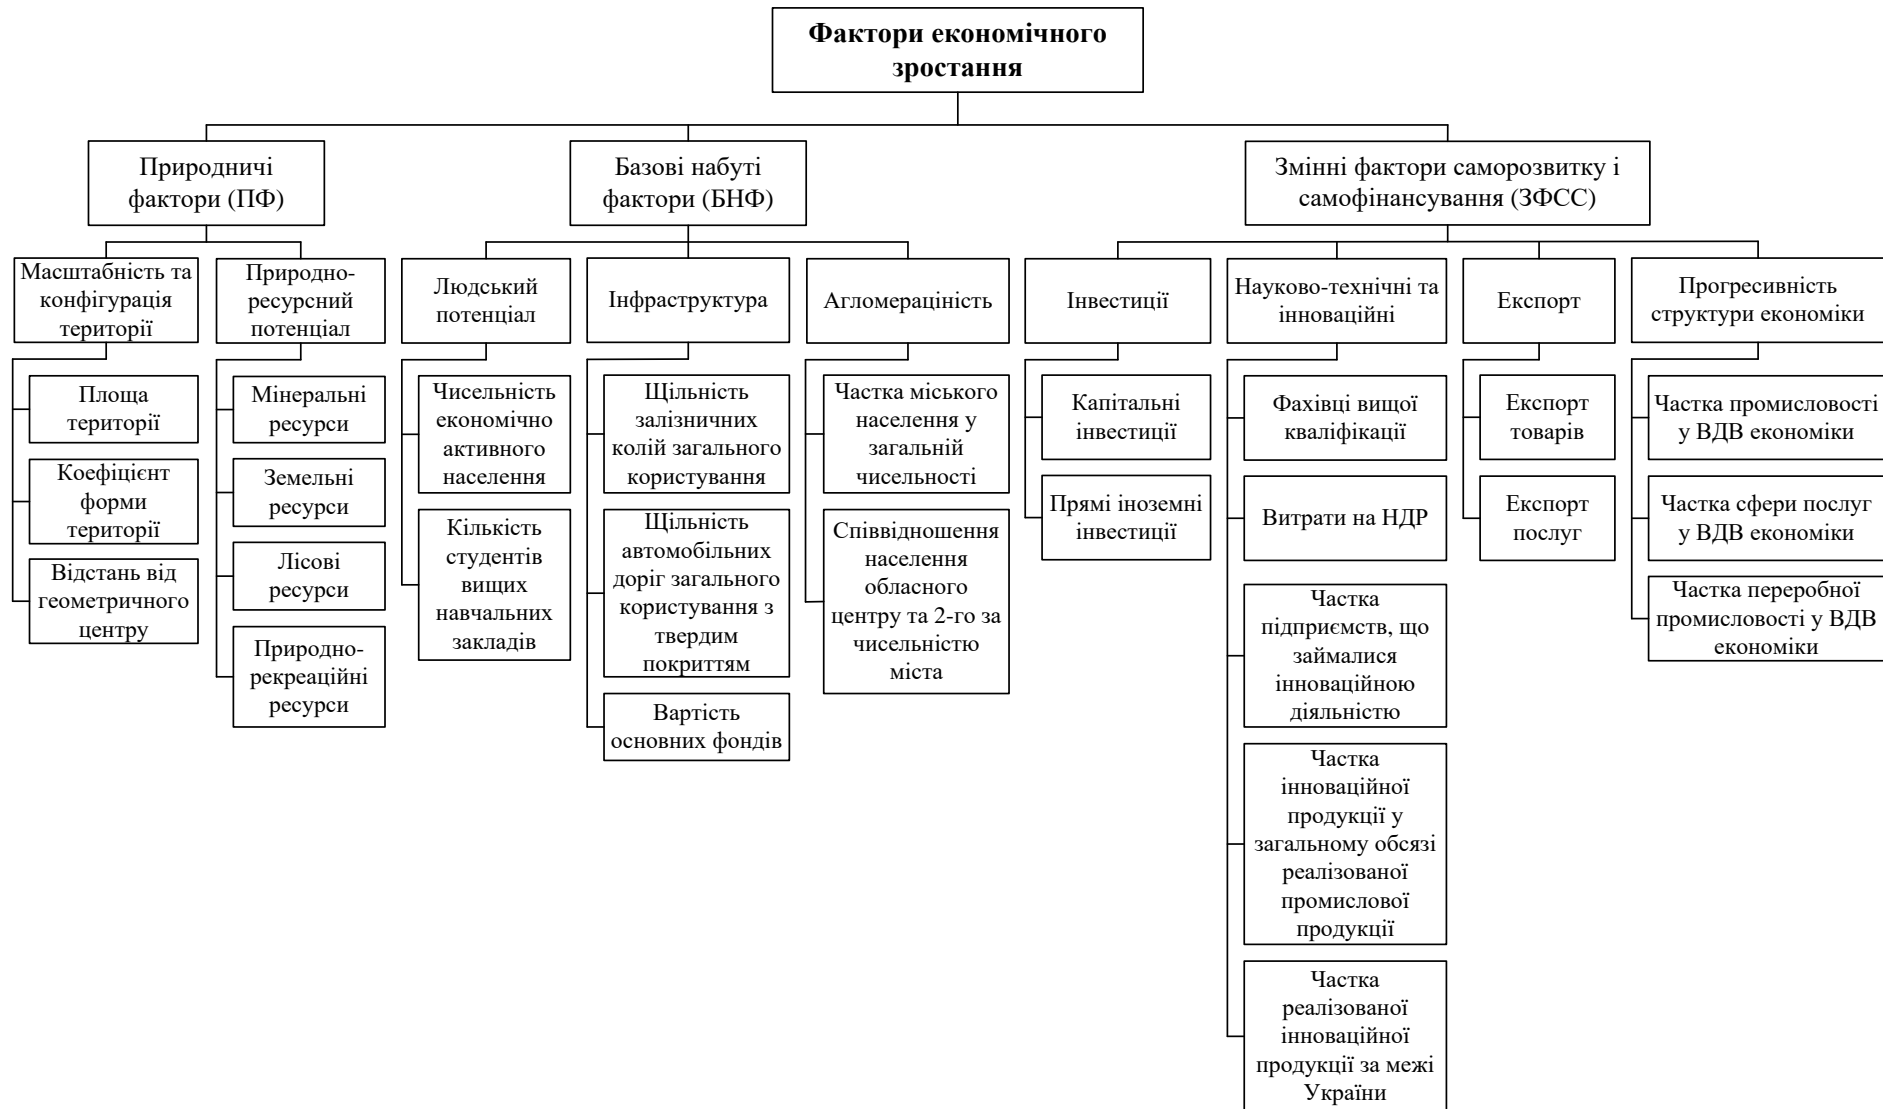 Фактори економічного
зростання
Природничі
фактори (ПФ)
Базові набуті
фактори (БНФ)
Змінні фактори саморозвитку і
самофінансування (ЗФСС)
Масштабність та
конфігурація
території
Природно-
ресурсний
потенціал
Людський
потенціал
Інфраструктура
Агломераціність
Інвестиції
Науково-технічні та
інноваційні
Експорт
Прогресивність
структури економіки
Площа
території
Коефіцієнт
форми
території
Відстань від
геометричного
центру
Мінеральні
ресурси
Земельні
ресурси
Лісові
ресурси
Природно-
рекреаційні
ресурси
Чисельність
економічно
активного
населення
Кількість
студентів
вищих
навчальних
закладів
Щільність
залізничних
колій загального
користування
Щільність
автомобільних
доріг загального
користування з
твердим
покриттям
Вартість
основних фондів
Частка міського
населення у
загальній
чисельності
Співвідношення
населення
обласного
центру та 2-го за
чисельністю
міста
Капітальні
інвестиції
Прямі іноземні
інвестиції
Фахівці вищої
кваліфікації
Витрати на НДР
Частка
підприємств, що
займалися
інноваційною
діяльністю
Частка
інноваційної
продукції у
загальному обсязі
реалізованої
промислової
продукції
Частка
реалізованої
інноваційної
продукції за межі
України
Експорт
товарів
Експорт
послуг
Частка промисловості
у ВДВ економіки
Частка сфери послуг
у ВДВ економіки
Частка переробної
промисловості у ВДВ
економіки